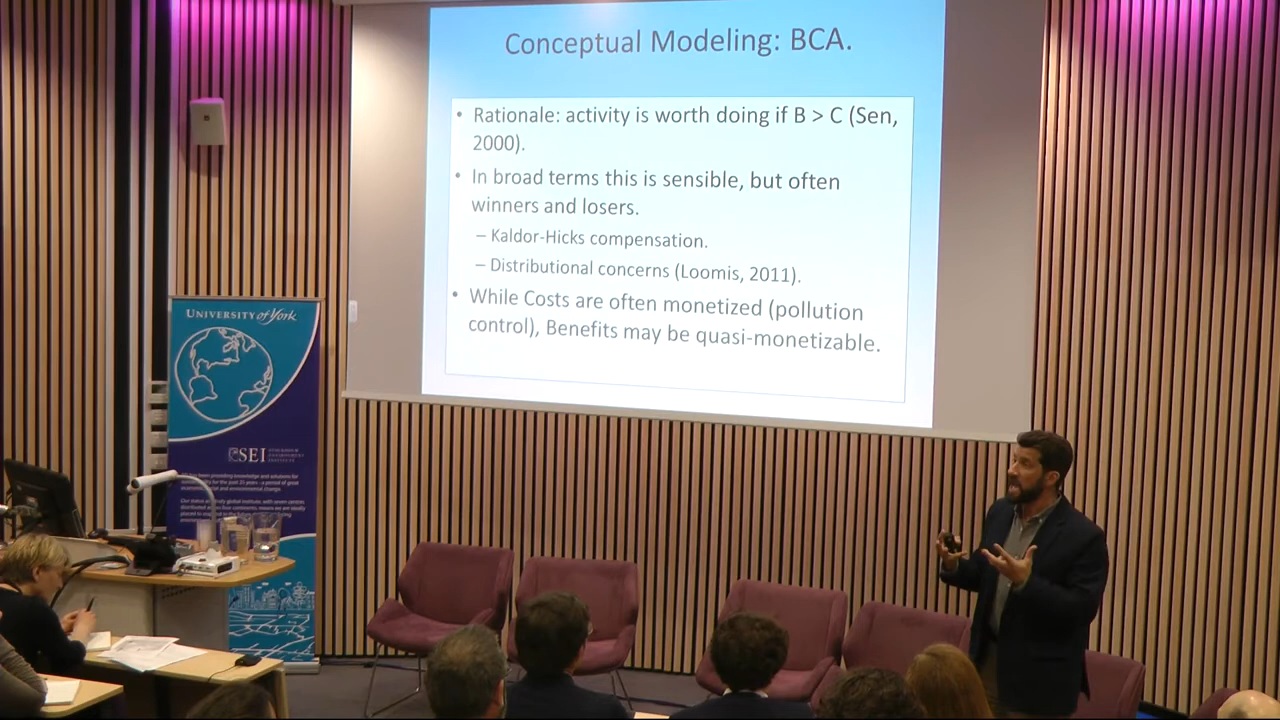 Conceptual Modeling: BCA.
• Rationale: activity is worth doing if B > C (Sen,
2000).
• In broad terms this is sensible, but often
winners and losers.
– Kaldor-Hicks compensation.
– Distributional concerns (Loomis, 2011).
• While Costs are often monetized (pollution
control), Benefits may be quasi-monetizable.
UNIVERSITY of York
SEI